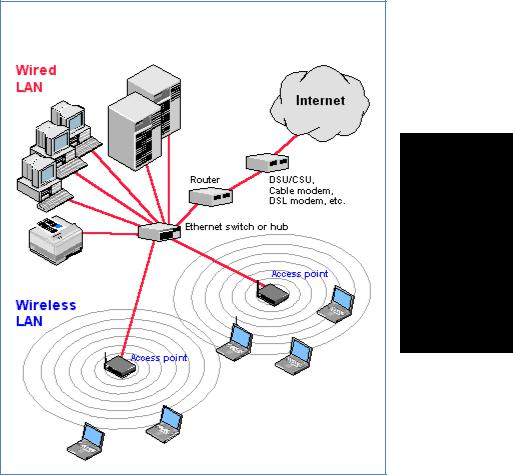 Wired
LAN
Internet
Router
DSU/CSU,
Cable modem,
DSL modem, etc.
Ethernet switch or hub
Access point
Wireless
LAN
Access point